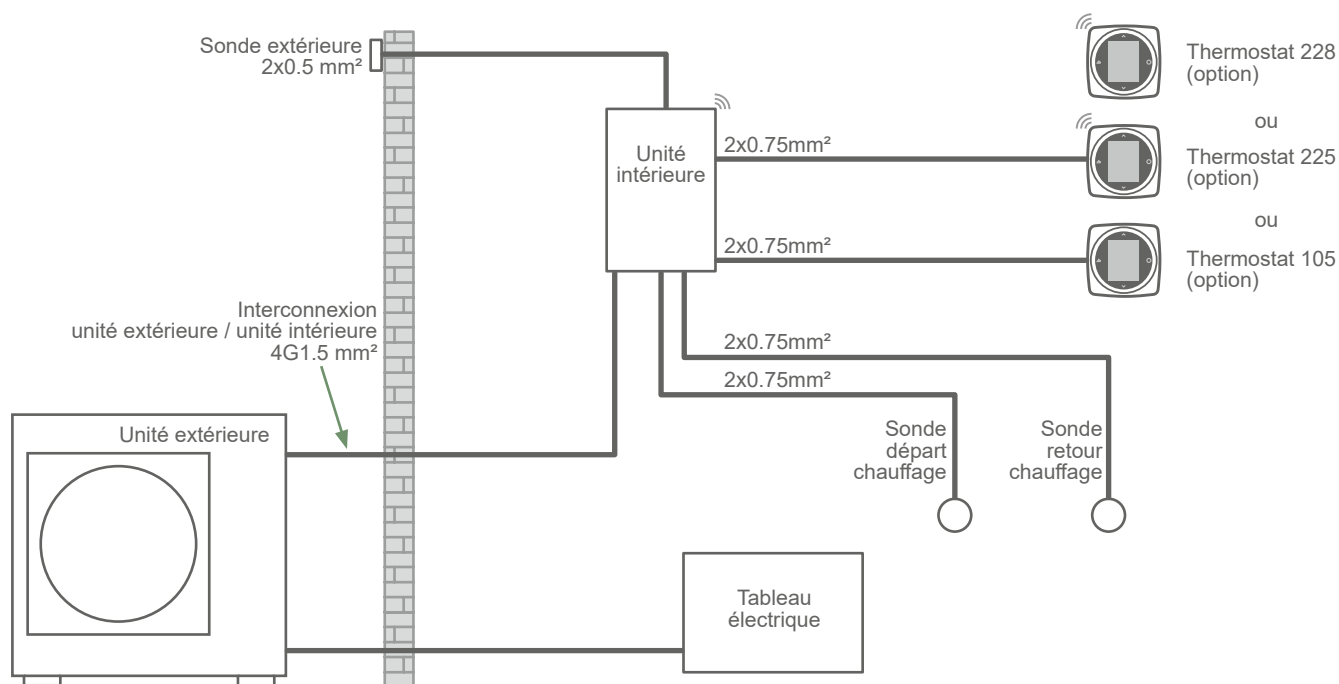 Sonde extérieure
2x0.5 mm²
Thermostat 228
(option)
ou
Unité
intérieure
2x0.75mm²
Thermostat 225
(option)
ou
2x0.75mm²
Thermostat 105
(option)
Interconnexion
unité extérieure / unité intérieure
4G1.5 mm²
2x0.75mm²
2x0.75mm²
Unité extérieure
Sonde
départ
chauffage
Sonde
retour
chauffage
Tableau
électrique